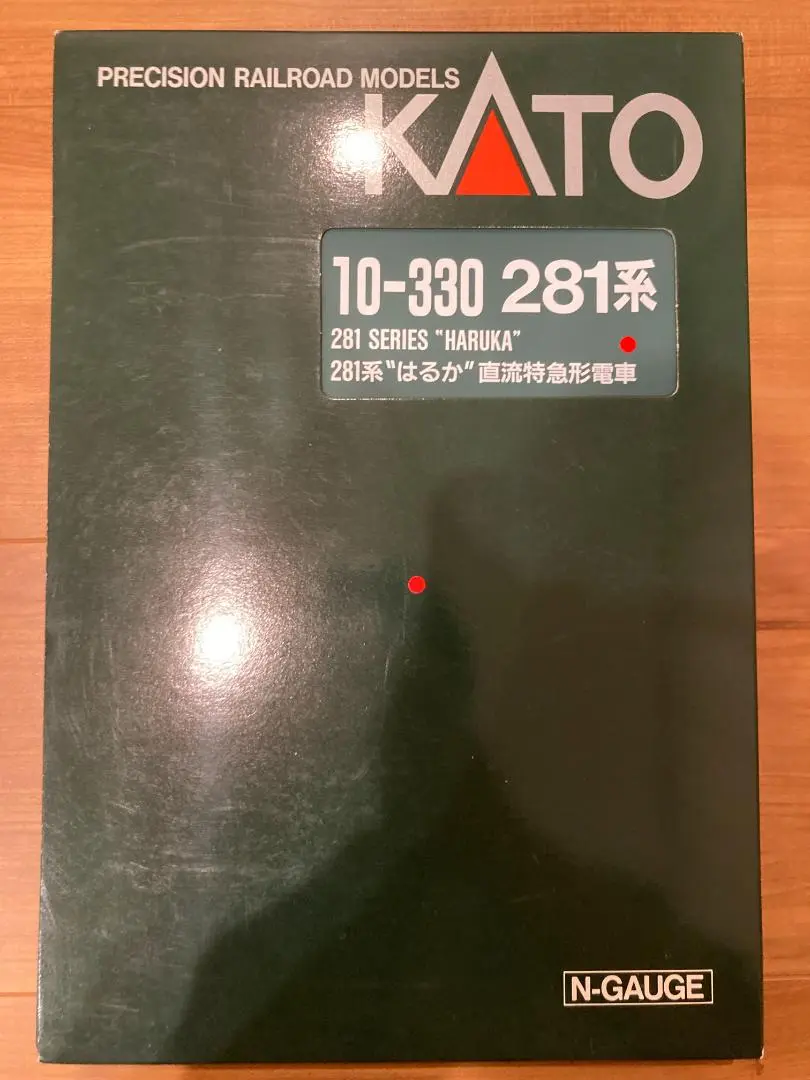 PRECISION RAILROAD MODELS
KATO
10-330 281系
281 SERIES "HARUKA"
281系〝はるか〟直流特急形電車
N-GAUGE